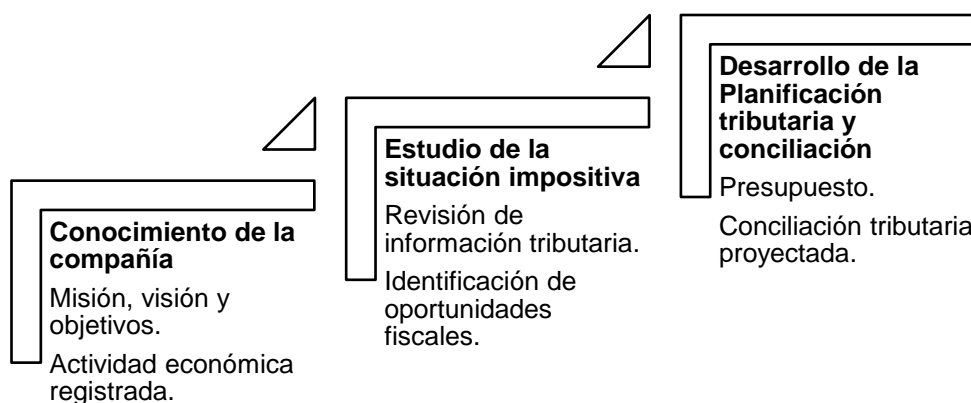 Conocimiento de la
compañía
Misión, visión y
objetivos.
Actividad económica
registrada.
Estudio de la
situación impositiva
Revisión de
información tributaria.
Identificación de
oportunidades
fiscales.
Desarrollo de la
Planificación
tributaria y
conciliación
Presupuesto.
Conciliación tributaria
proyectada.